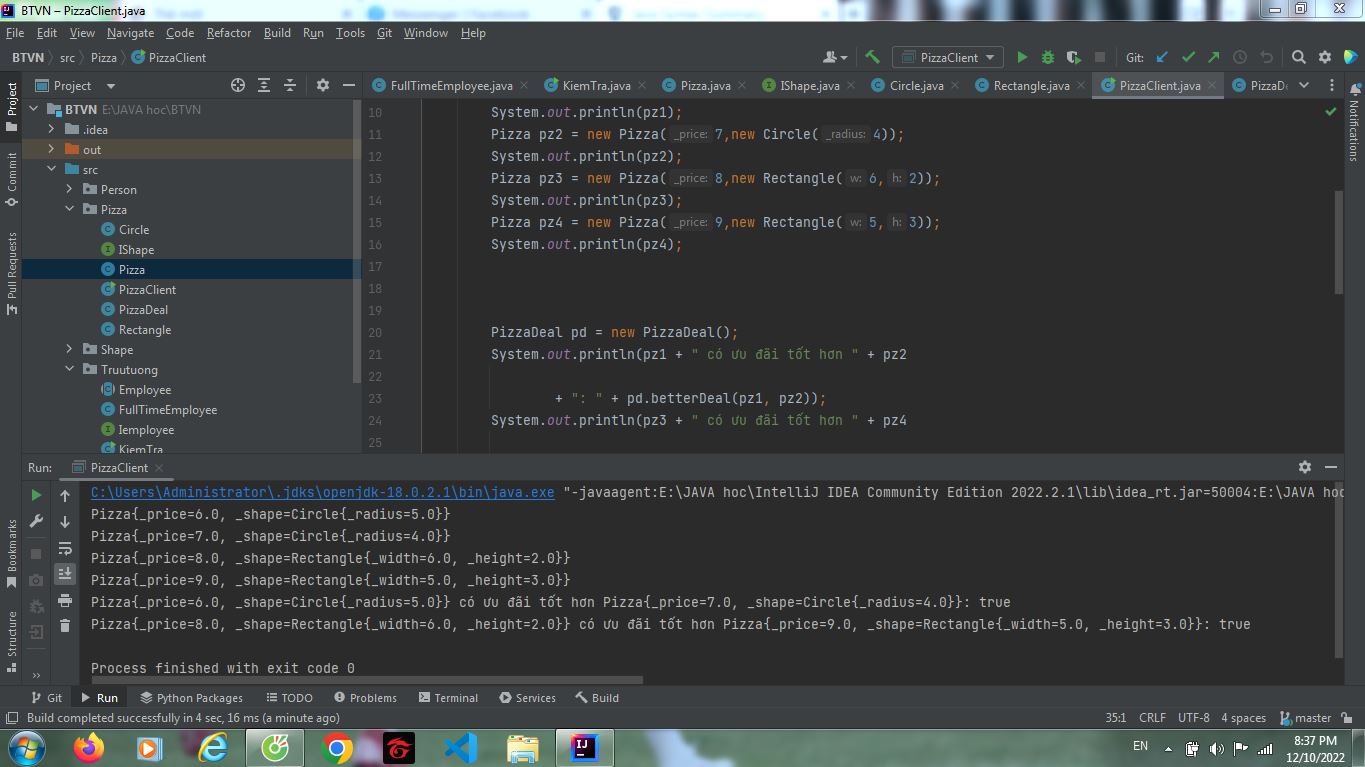 BTVN – PizzaClient.java
File Edit View Navigate Code Refactor Build Run Tools Git Window Help
BTVN > src > Pizza > PizzaClient
PizzaClient
Git:
Project
FullTimeEmployee.java
KiemTra.java
Pizza.java
IShape.java
Circle.java
Rectangle.java
PizzaClient.java
Project
Commit
Pull Requests
Bookmarks
Structure
Notifications
BTVN E:\JAVA hoc\BTVN
.idea
out
src
Person
Pizza
Circle
IShape
Pizza
PizzaClient
PizzaDeal
Rectangle
Shape
Truutuong
Employee
FullTimeEmployee
Iemployee
KiemTra
10 System.out.println(pz1);
11 Pizza pz2 = new Pizza( _price: 7,new Circle( _radius: 4));
12 System.out.println(pz2);
13 Pizza pz3 = new Pizza( _price: 8,new Rectangle( w: 6, h: 2));
14 System.out.println(pz3);
15 Pizza pz4 = new Pizza( _price: 9,new Rectangle( w: 5, h: 3));
16 System.out.println(pz4);
17
18
19
20 PizzaDeal pd = new PizzaDeal();
21 System.out.println(pz1 + " có ưu đãi tốt hơn " + pz2
22
23 + ": " + pd.betterDeal(pz1, pz2));
24 System.out.println(pz3 + " có ưu đãi tốt hơn " + pz4
25
Run: PizzaClient
C:\Users\Administrator\.jdks\openjdk-18.0.2.1\bin\java.exe "-javaagent:E:\JAVA hoc\IntelliJ IDEA Community Edition 2022.2.1\lib\idea_rt.jar=50004:E:\JAVA hoc
Pizza{_price=6.0, _shape=Circle{_radius=5.0}}
Pizza{_price=7.0, _shape=Circle{_radius=4.0}}
Pizza{_price=8.0, _shape=Rectangle{_width=6.0, _height=2.0}}
Pizza{_price=9.0, _shape=Rectangle{_width=5.0, _height=3.0}}
Pizza{_price=6.0, _shape=Circle{_radius=5.0}} có ưu đãi tốt hơn Pizza{_price=7.0, _shape=Circle{_radius=4.0}}: true
Pizza{_price=8.0, _shape=Rectangle{_width=6.0, _height=2.0}} có ưu đãi tốt hơn Pizza{_price=9.0, _shape=Rectangle{_width=5.0, _height=3.0}}: true
Process finished with exit code 0
Git Run Python Packages TODO Problems Terminal Services Build
Build completed successfully in 4 sec, 16 ms (a minute ago)
35:1 CRLF UTF-8 4 spaces master
EN
8:37 PM
12/10/2022